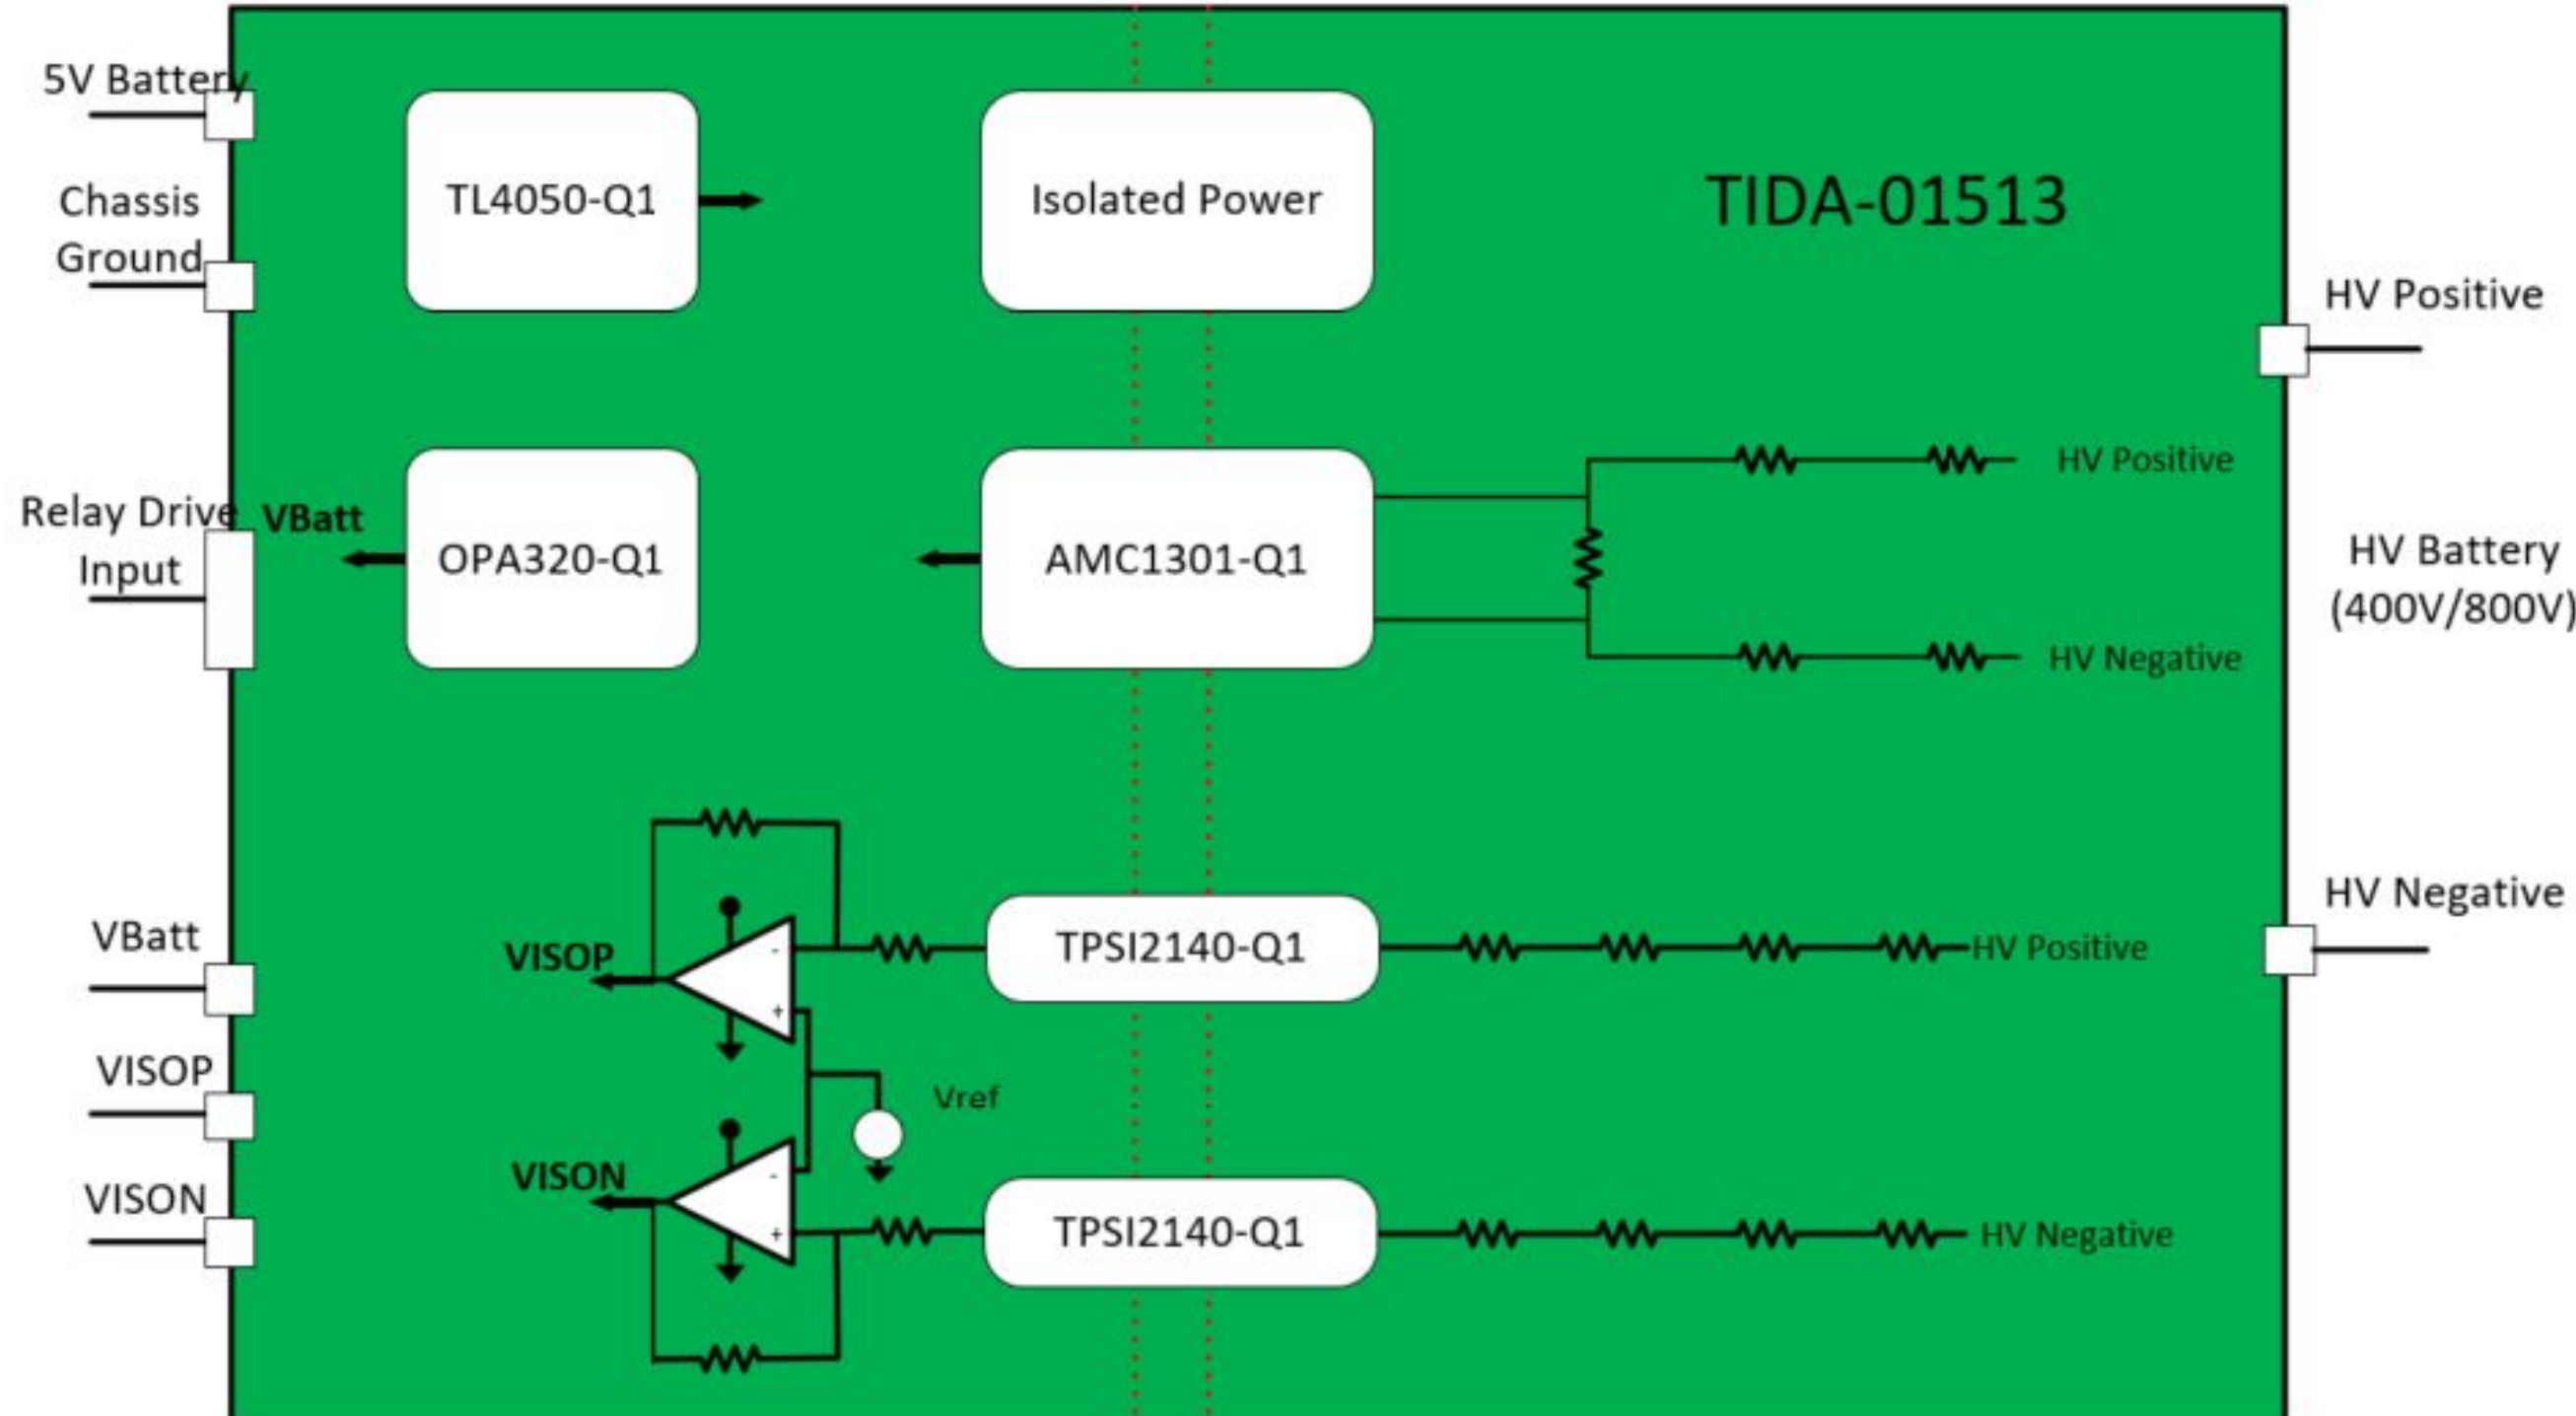 5V Battery
Chassis
Ground
Relay Drive
Input
VBatt
VISOP
VISON
TL4050-Q1
Isolated Power
TIDA-01513
VBatt
OPA320-Q1
AMC1301-Q1
HV Positive
HV Negative
VISOP
-
+
TPSI2140-Q1
HV Positive
Vref
VISON
-
+
TPSI2140-Q1
HV Negative
HV Positive
HV Battery
(400V/800V)
HV Negative